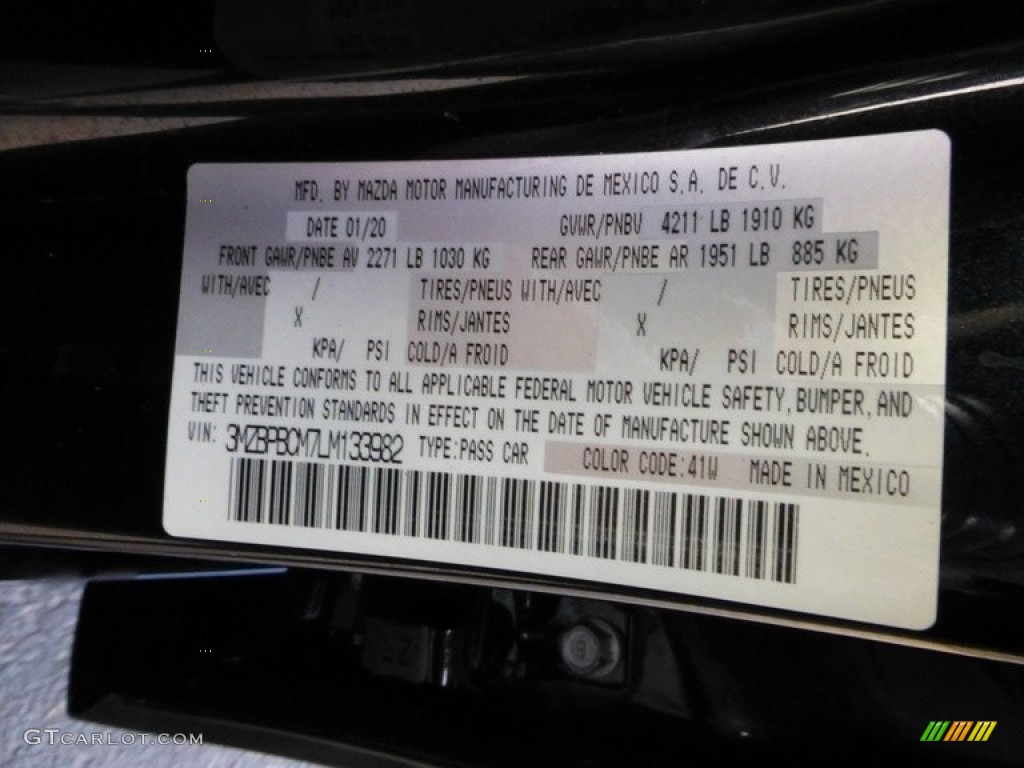 MFD. BY MAZDA MOTOR MANUFACTURING DE MEXICO S.A. DE C.V.
DATE 01/20 GVWR/PNBV 4211 LB 1910 KG
FRONT GAWR/PNBE AV 2271 LB 1030 KG REAR GAWR/PNBE AR 1951 LB 885 KG
WITH/AVEC / TIRES/PNEUS WITH/AVEC / TIRES/PNEUS
X RIMS/JANTES X RIMS/JANTES
KPA/ PSI COLD/A FROID KPA/ PSI COLD/A FROID
THIS VEHICLE CONFORMS TO ALL APPLICABLE FEDERAL MOTOR VEHICLE SAFETY, BUMPER, AND
THEFT PREVENTION STANDARDS IN EFFECT ON THE DATE OF MANUFACTURE SHOWN ABOVE.
VIN: 3MZBPBCM7LM133982 TYPE:PASS CAR COLOR CODE:41W MADE IN MEXICO
GTCARLOT.COM